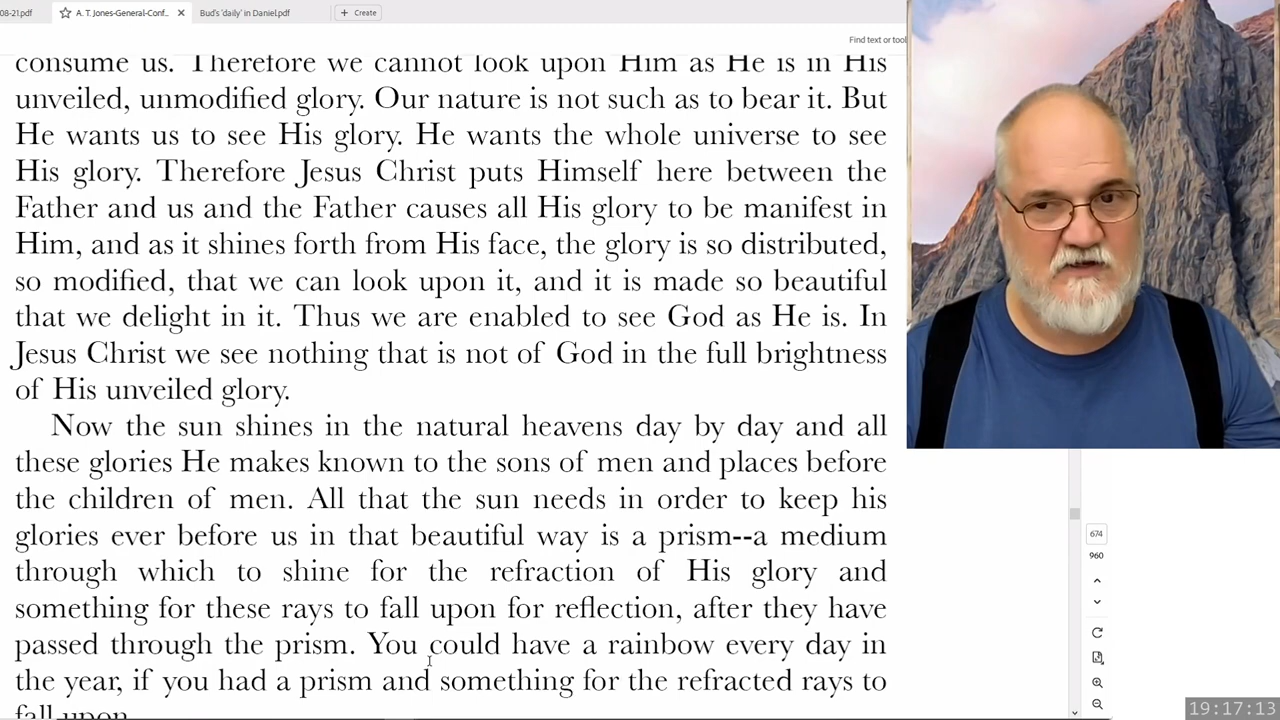 08-21.pdf
A. T. Jones-General-Conf...
Bud's 'daily' in Daniel.pdf
Create
Find text or tool
consume us. Therefore we cannot look upon Him as He is in His
unveiled, unmodified glory. Our nature is not such as to bear it. But
He wants us to see His glory. He wants the whole universe to see
His glory. Therefore Jesus Christ puts Himself here between the
Father and us and the Father causes all His glory to be manifest in
Him, and as it shines forth from His face, the glory is so distributed,
so modified, that we can look upon it, and it is made so beautiful
that we delight in it. Thus we are enabled to see God as He is. In
Jesus Christ we see nothing that is not of God in the full brightness
of His unveiled glory.
Now the sun shines in the natural heavens day by day and all
these glories He makes known to the sons of men and places before
the children of men. All that the sun needs in order to keep his
glories ever before us in that beautiful way is a prism--a medium
through which to shine for the refraction of His glory and
something for these rays to fall upon for reflection, after they have
passed through the prism. You could have a rainbow every day in
the year, if you had a prism and something for the refracted rays to
fall upon.
674
960
19:17:13